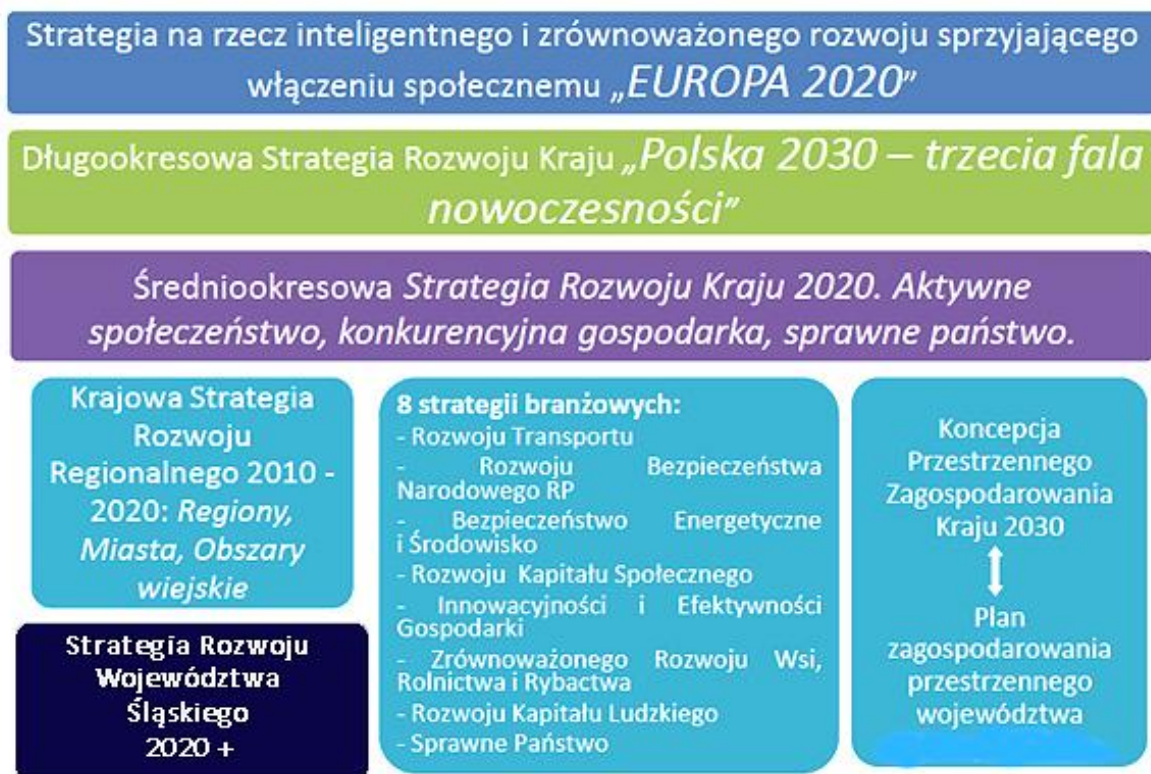 Strategia na rzecz inteligentnego i zrównoważonego rozwoju sprzyjającego
włączeniu społecznemu „EUROPA 2020”
Długookresowa Strategia Rozwoju Kraju „Polska 2030 – trzecia fala
nowoczesności”
Średniookresowa Strategia Rozwoju Kraju 2020. Aktywne
społeczeństwo, konkurencyjna gospodarka, sprawne państwo.
Krajowa Strategia
Rozwoju
Regionalnego 2010 -
2020: Regiony,
Miasta, Obszary
wiejskie
Strategia Rozwoju
Województwa
Śląskiego
2020 +
8 strategii branżowych:
- Rozwoju Transportu
- Rozwoju Bezpieczeństwa
Narodowego RP
- Bezpieczeństwo Energetyczne
i Środowisko
- Rozwoju Kapitału Społecznego
- Innowacyjności i Efektywności
Gospodarki
- Zrównoważonego Rozwoju Wsi,
Rolnictwa i Rybactwa
- Rozwoju Kapitału Ludzkiego
- Sprawne Państwo
Koncepcja
Przestrzennego
Zagospodarowania
Kraju 2030
Plan
zagospodarowania
przestrzennego
województwa